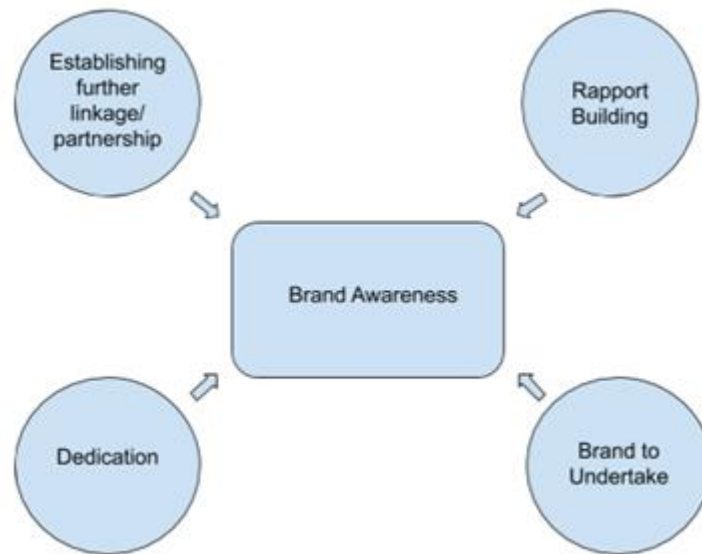 Establishing
further
linkage/
partnership
Rapport
Building
Brand Awareness
Dedication
Brand to
Undertake